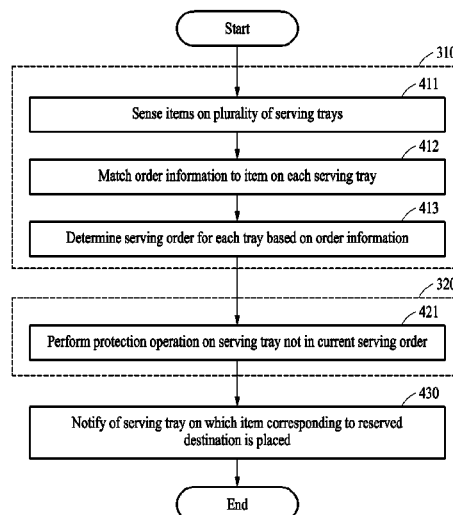 Start
310
411
Sense items on plurality of serving trays
412
Match order information to item on each serving tray
413
Determine serving order for each tray based on order information
320
421
Perform protection operation on serving tray not in current serving order
430
Notify of serving tray on which item corresponding to reserved
destination is placed
End